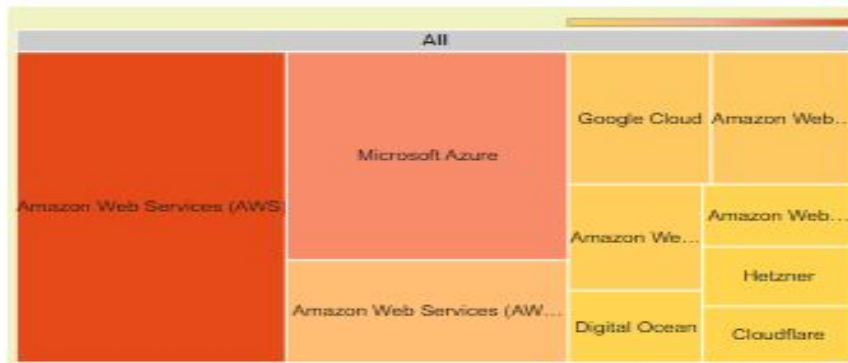 All
Amazon Web Services (AWS)
Microsoft Azure
Amazon Web Services (AW...
Google Cloud
Amazon Web...
Amazon We...
Digital Ocean
Amazon Web...
Hetzner
Cloudflare